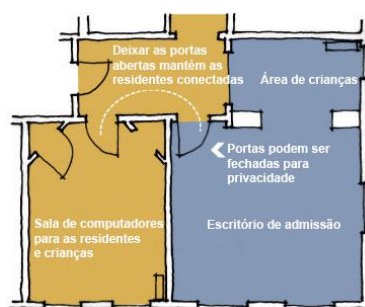 Deixar as portas
abertas mantém as
residentes conectadas
Área de crianças
Portas podem ser
fechadas para
privacidade
Sala de computadores
para as residentes
e crianças
Escritório de admissão